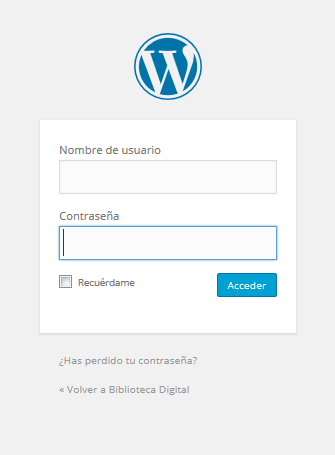 Nombre de usuario
Contraseña
Recuérdame
Acceder
¿Has perdido tu contraseña?
« Volver a Biblioteca Digital